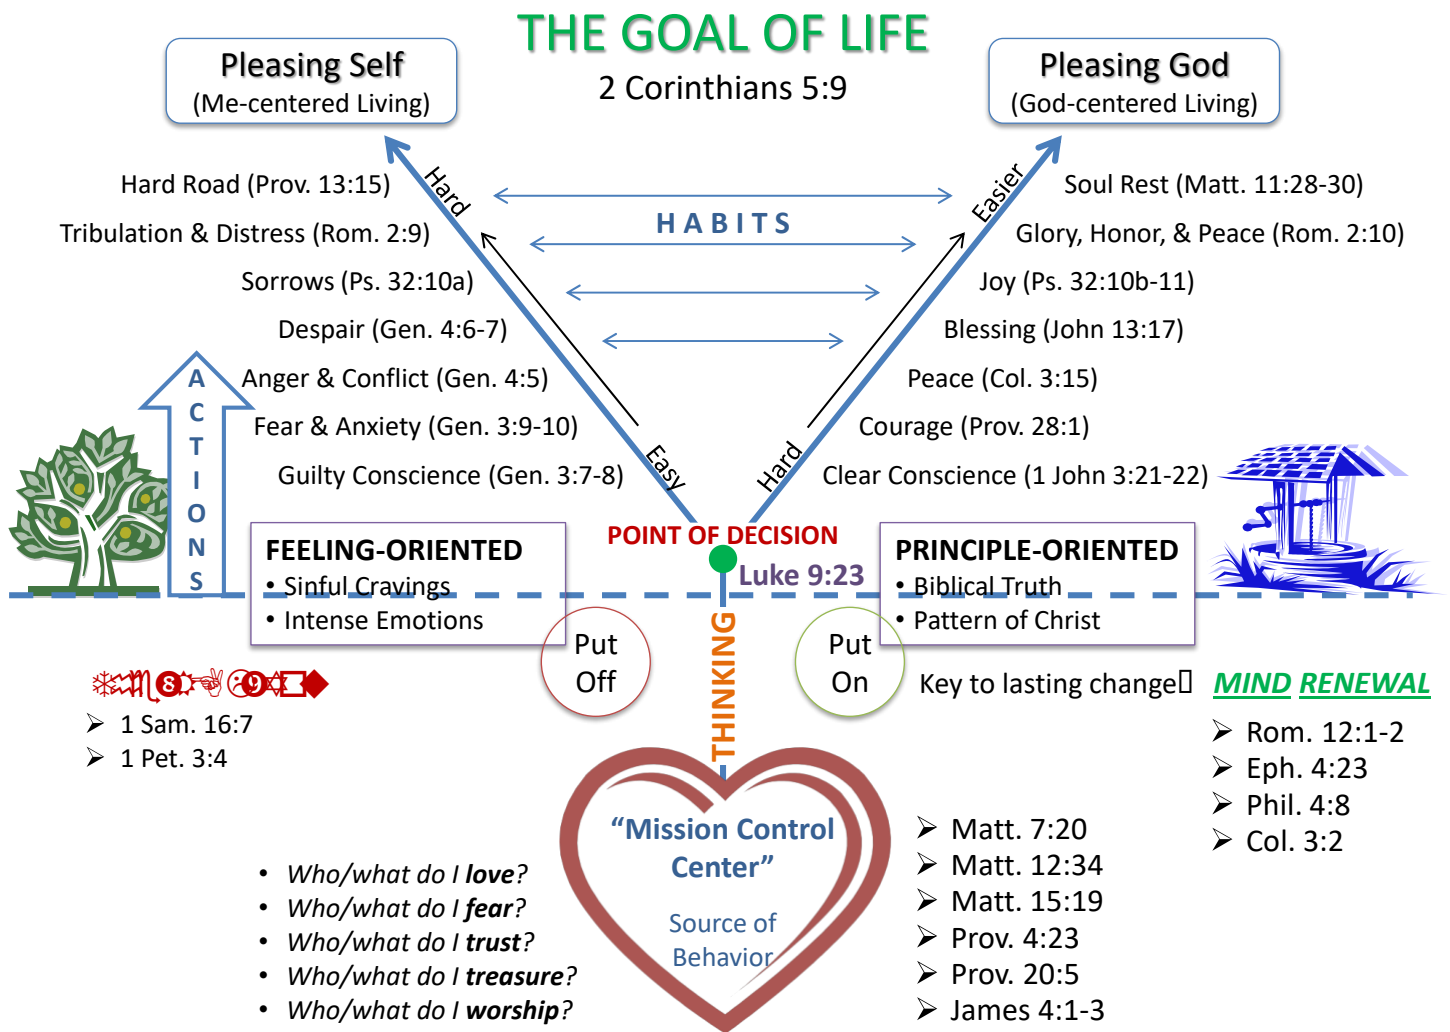 THE GOAL OF LIFE
2 Corinthians 5:9
Pleasing Self
(Me-centered Living)
Pleasing God
(God-centered Living)
Hard
Easier
HABITS
Hard Road (Prov. 13:15)
Tribulation & Distress (Rom. 2:9)
Sorrows (Ps. 32:10a)
Despair (Gen. 4:6-7)
Anger & Conflict (Gen. 4:5)
Fear & Anxiety (Gen. 3:9-10)
Guilty Conscience (Gen. 3:7-8)
Soul Rest (Matt. 11:28-30)
Glory, Honor, & Peace (Rom. 2:10)
Joy (Ps. 32:10b-11)
Blessing (John 13:17)
Peace (Col. 3:15)
Courage (Prov. 28:1)
Clear Conscience (1 John 3:21-22)
Easy
Hard
ACTIONS
POINT OF DECISION
Luke 9:23
FEELING-ORIENTED
• Sinful Cravings
• Intense Emotions
PRINCIPLE-ORIENTED
• Biblical Truth
• Pattern of Christ
Put
Off
THINKING
Put
On
Key to lasting change
MIND RENEWAL
➢ 1 Sam. 16:7
➢ 1 Pet. 3:4
➢ Rom. 12:1-2
➢ Eph. 4:23
➢ Phil. 4:8
➢ Col. 3:2
“Mission Control
Center”
Source of
Behavior
• Who/what do I love?
• Who/what do I fear?
• Who/what do I trust?
• Who/what do I treasure?
• Who/what do I worship?
➢ Matt. 7:20
➢ Matt. 12:34
➢ Matt. 15:19
➢ Prov. 4:23
➢ Prov. 20:5
➢ James 4:1-3